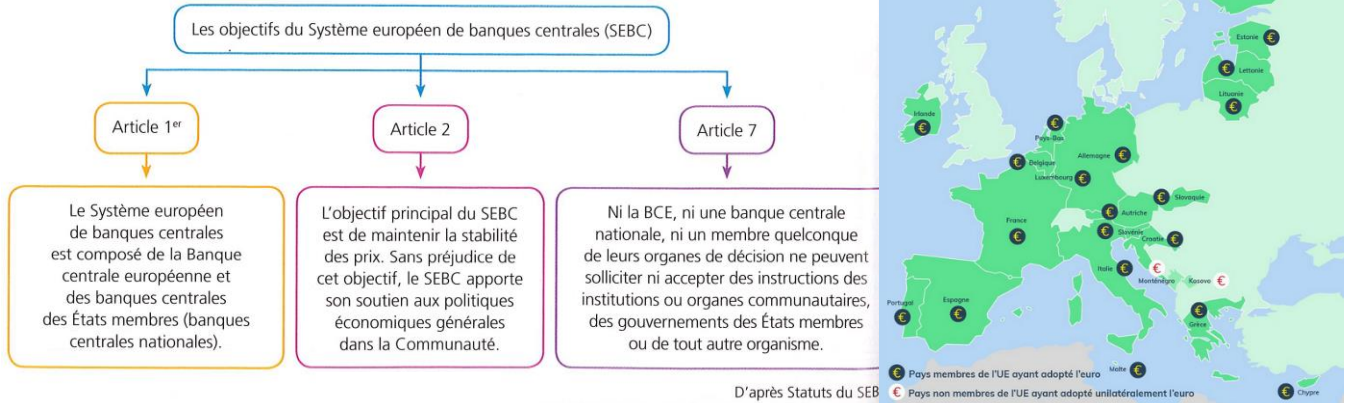 Les objectifs du Système européen de banques centrales (SEBC)
Article 1er
Article 2
Article 7
Le Système européen
de banques centrales
est composé de la Banque
centrale européenne et
des banques centrales
des États membres (banques
centrales nationales).
L'objectif principal du SEBC
est de maintenir la stabilité
des prix. Sans préjudice de
cet objectif, le SEBC apporte
son soutien aux politiques
économiques générales
dans la Communauté.
Ni la BCE, ni une banque centrale
nationale, ni un membre quelconque
de leurs organes de décision ne peuvent
solliciter ni accepter des instructions des
institutions ou organes communautaires,
des gouvernements des États membres
ou de tout autre organisme.
D'après Statuts du SEB
Estonie
Lettonie
Lituanie
Irlande
Pays-Bas
Belgique
Allemagne
Luxembourg
Slovaquie
France
Autriche
Slovénie
Croatie
Italie
Monténégro
Kosovo
Portugal
Espagne
Grèce
Malte
Chypre
€ Pays membres de l'UE ayant adopté l'euro
€ Pays non membres de l'UE ayant adopté unilatéralement l'euro